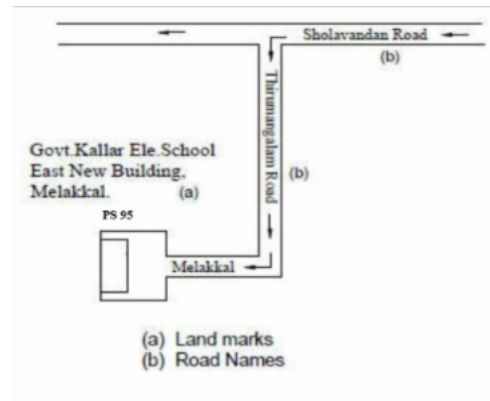 Sholavandan Road
(b)
Thirumangalam Road
(b)
Govt.Kallar Ele.School
East New Building,
Melakkal. (a)
PS 95
Melakkal
(a) Land marks
(b) Road Names